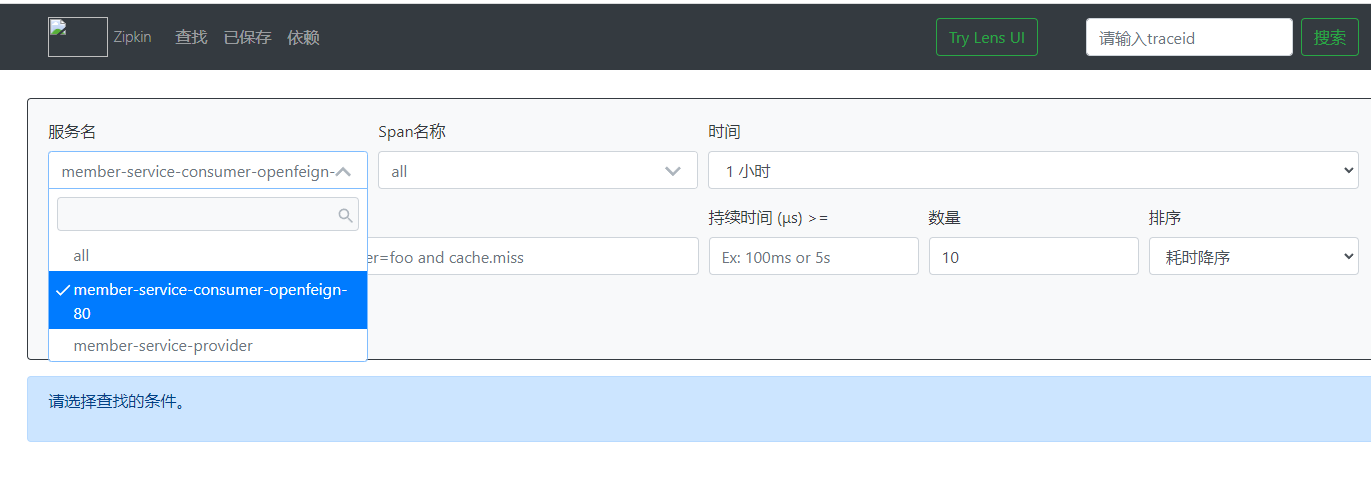 Zipkin 查找 已保存 依赖 Try Lens UI 请输入traceid 搜索
服务名 Span名称 时间
member-service-consumer-openfeign- all 1 小时
持续时间 (μs) >= 数量 排序
er=foo and cache.miss Ex: 100ms or 5s 10 耗时降序
all
member-service-consumer-openfeign-
80
member-service-provider
请选择查找的条件。